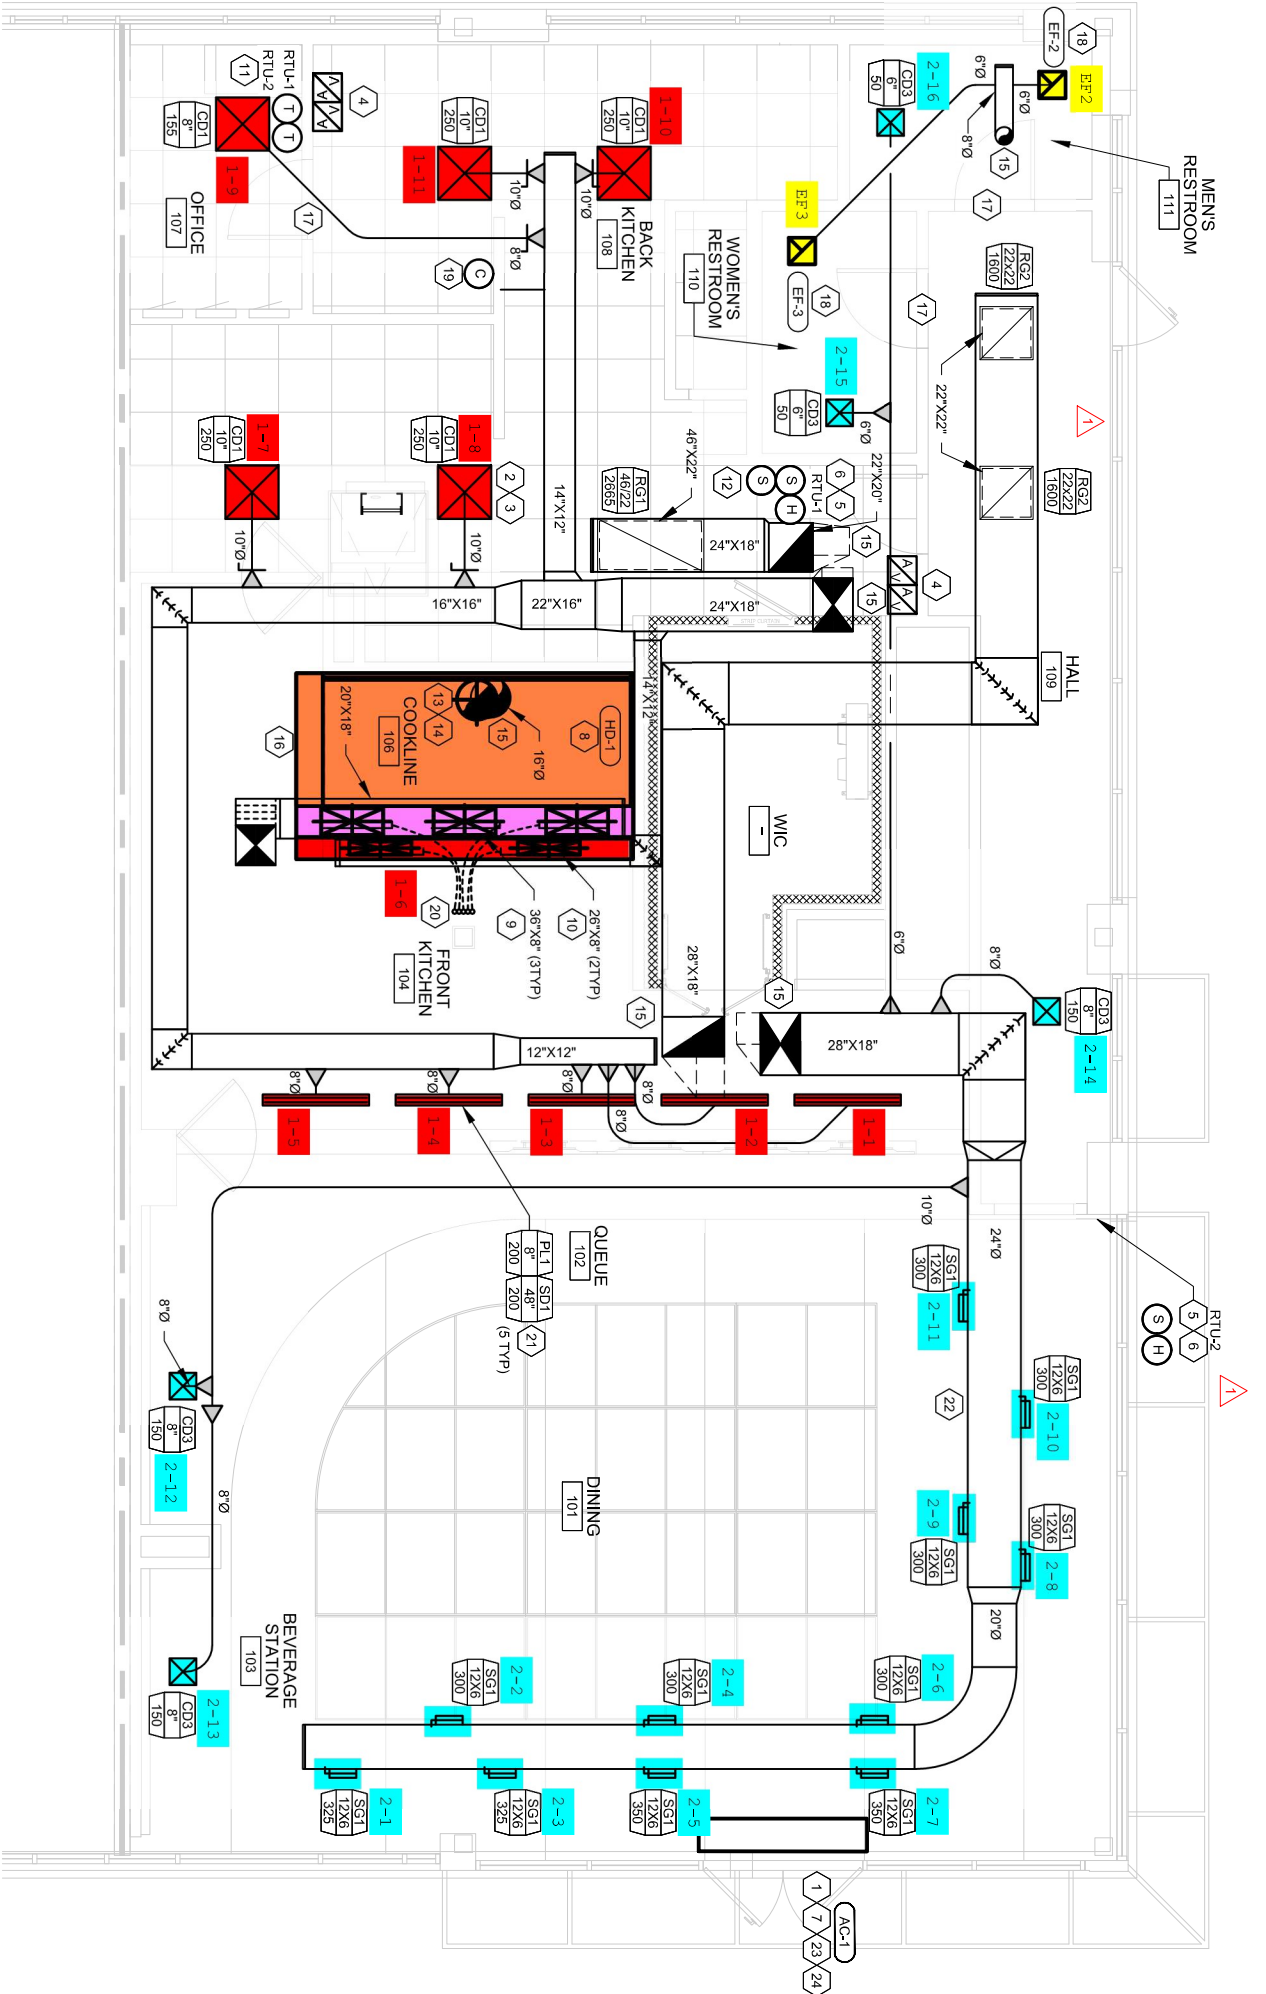 MEN'S
RESTROOM
111
18
EF-2
EF2
6"Ø
6"Ø
8"Ø
15
17
2-16
CD3
6"
50
1-10
CD1
10"
250
CD1
10"
250
1-11
4
V V
A A
RTU-1
RTU-2
T
T
11
CD1
8"
155
1-9
OFFICE
107
17
10"Ø
10"Ø
8"Ø
BACK
KITCHEN
108
C
19
EF3
EF-3
18
WOMEN'S
RESTROOM
110
17
RG2
22x22
1600
22"X22"
1
RG2
22x22
1600
2-15
CD3
6"
50
6"Ø
22"X20"
46"X22"
6
5
RTU-1
S
S
H
12
RG1
46/22
2665
24"X18"
15
15
A A
V V
4
1-8
CD1
10"
250
1-7
CD1
10"
250
2
3
10"Ø
10"Ø
14"X12"
16"X16"
22"X16"
24"X18"
HALL
109
STAGI CUSTOM
14"X12"
HD-1
8
16"Ø
15
13
14
COOKLINE
106
20"X18"
16
WIC
-
1-6
20
26"X8" (2TYP)
10
36"X8" (3TYP)
9
FRONT
KITCHEN
104
28"X18"
15
15
6"Ø
8"Ø
CD3
8"
150
2-14
28"X18"
12"X12"
8"Ø
8"Ø
8"Ø
8"Ø
8"Ø
1-5
1-4
1-3
1-2
1-1
10"Ø
24"Ø
RTU-2
5
6
S
H
1
QUEUE
102
PL1
8"
200
SD1
48"
200
21
(5 TYP)
SG1
12X6
300
2-11
SG1
12X6
300
2-10
22
2-9
SG1
12X6
300
SG1
12X6
300
2-8
8"Ø
CD3
8"
150
2-12
8"Ø
DINING
101
20"Ø
BEVERAGE
STATION
103
CD3
8"
150
2-13
2-2
SG1
12X6
300
2-4
SG1
12X6
300
2-6
SG1
12X6
300
2-1
SG1
12X6
325
2-3
SG1
12X6
325
2-5
SG1
12X6
350
2-7
SG1
12X6
350
AC-1
1
7
23
24